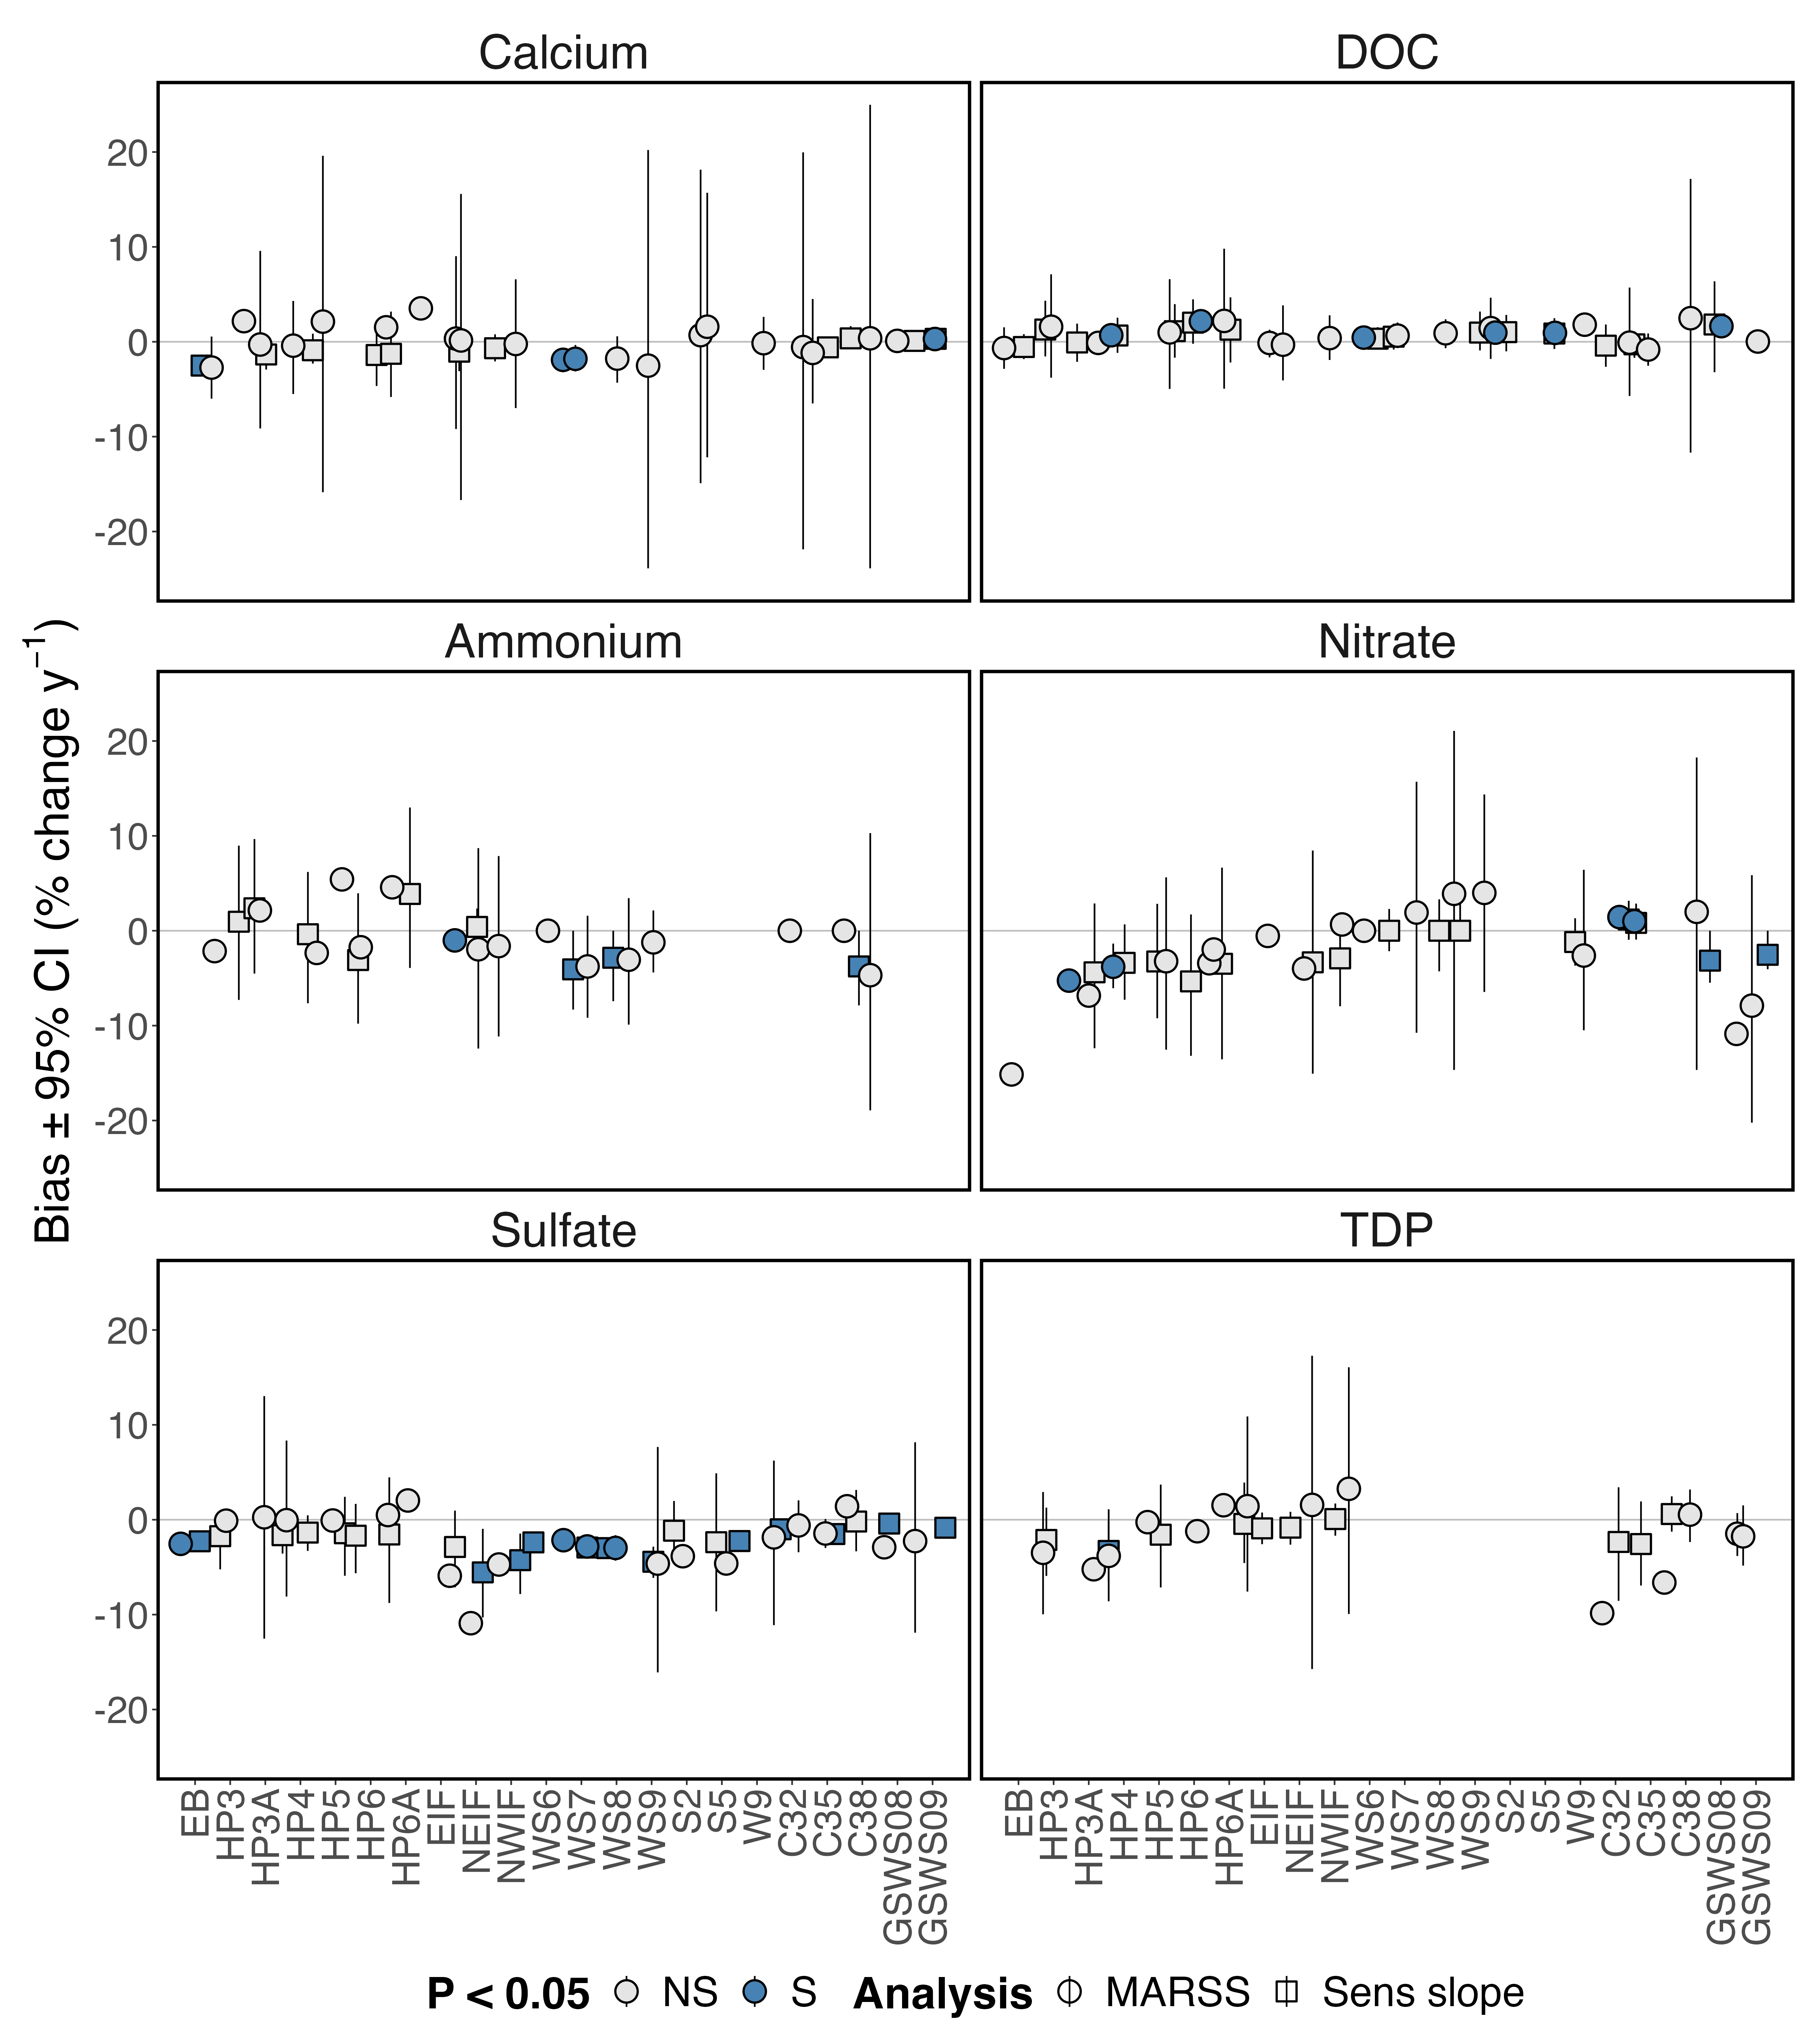 Calcium DOC
20
10
0
-10
-20
Ammonium Nitrate
20
10
0
-10
-20
Bias ± 95% CI (% change y⁻¹)
Sulfate TDP
20
10
0
-10
-20
EB HP3 HP3A HP4 HP5 HP6 HP6A EIF NEIF NWIF WS6 WS7 WS8 WS9 S2 S5 W9 C32 C35 C38 GSWS08 GSWS09
EB HP3 HP3A HP4 HP5 HP6 HP6A EIF NEIF NWIF WS6 WS7 WS8 WS9 S2 S5 W9 C32 C35 C38 GSWS08 GSWS09
P < 0.05 NS S Analysis MARSS Sens slope